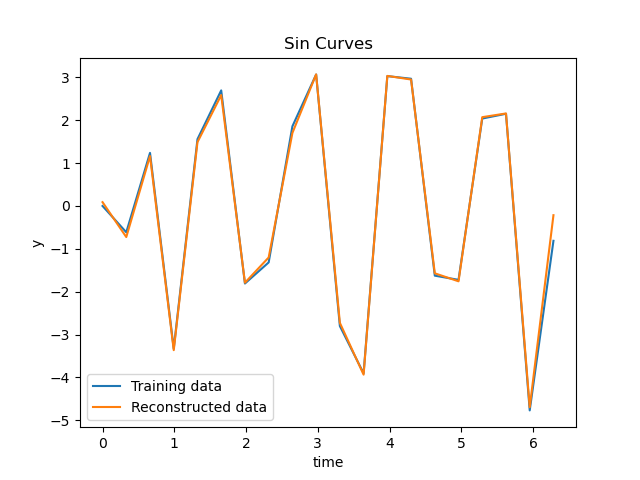 Sin Curves
3
2
1
0
−1
−2
−3
−4
−5
y
Training data
Reconstructed data
0 1 2 3 4 5 6
time